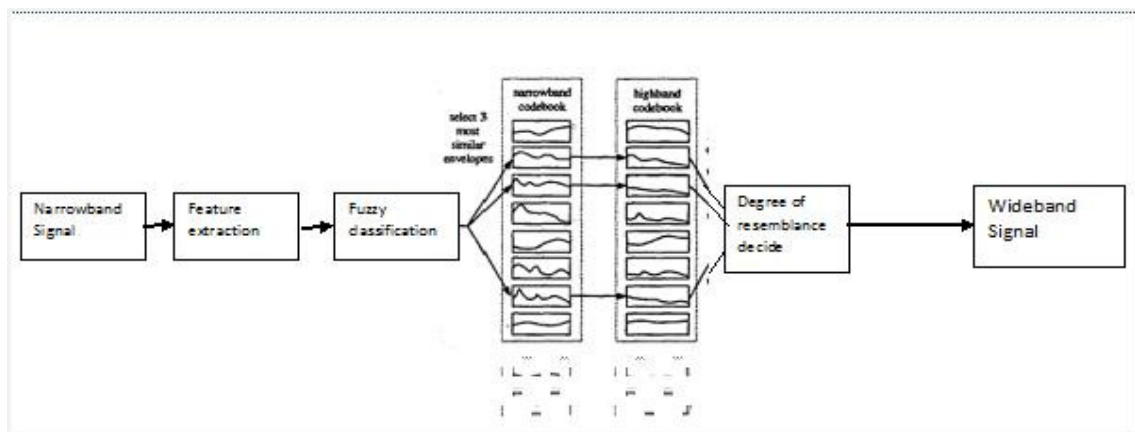 narrowband
codebook
highband
codebook
select 3
most
similar
envelopes
Narrowband
Signal
Feature
extraction
Fuzzy
classification
Degree of
resemblance
decide
Wideband
Signal